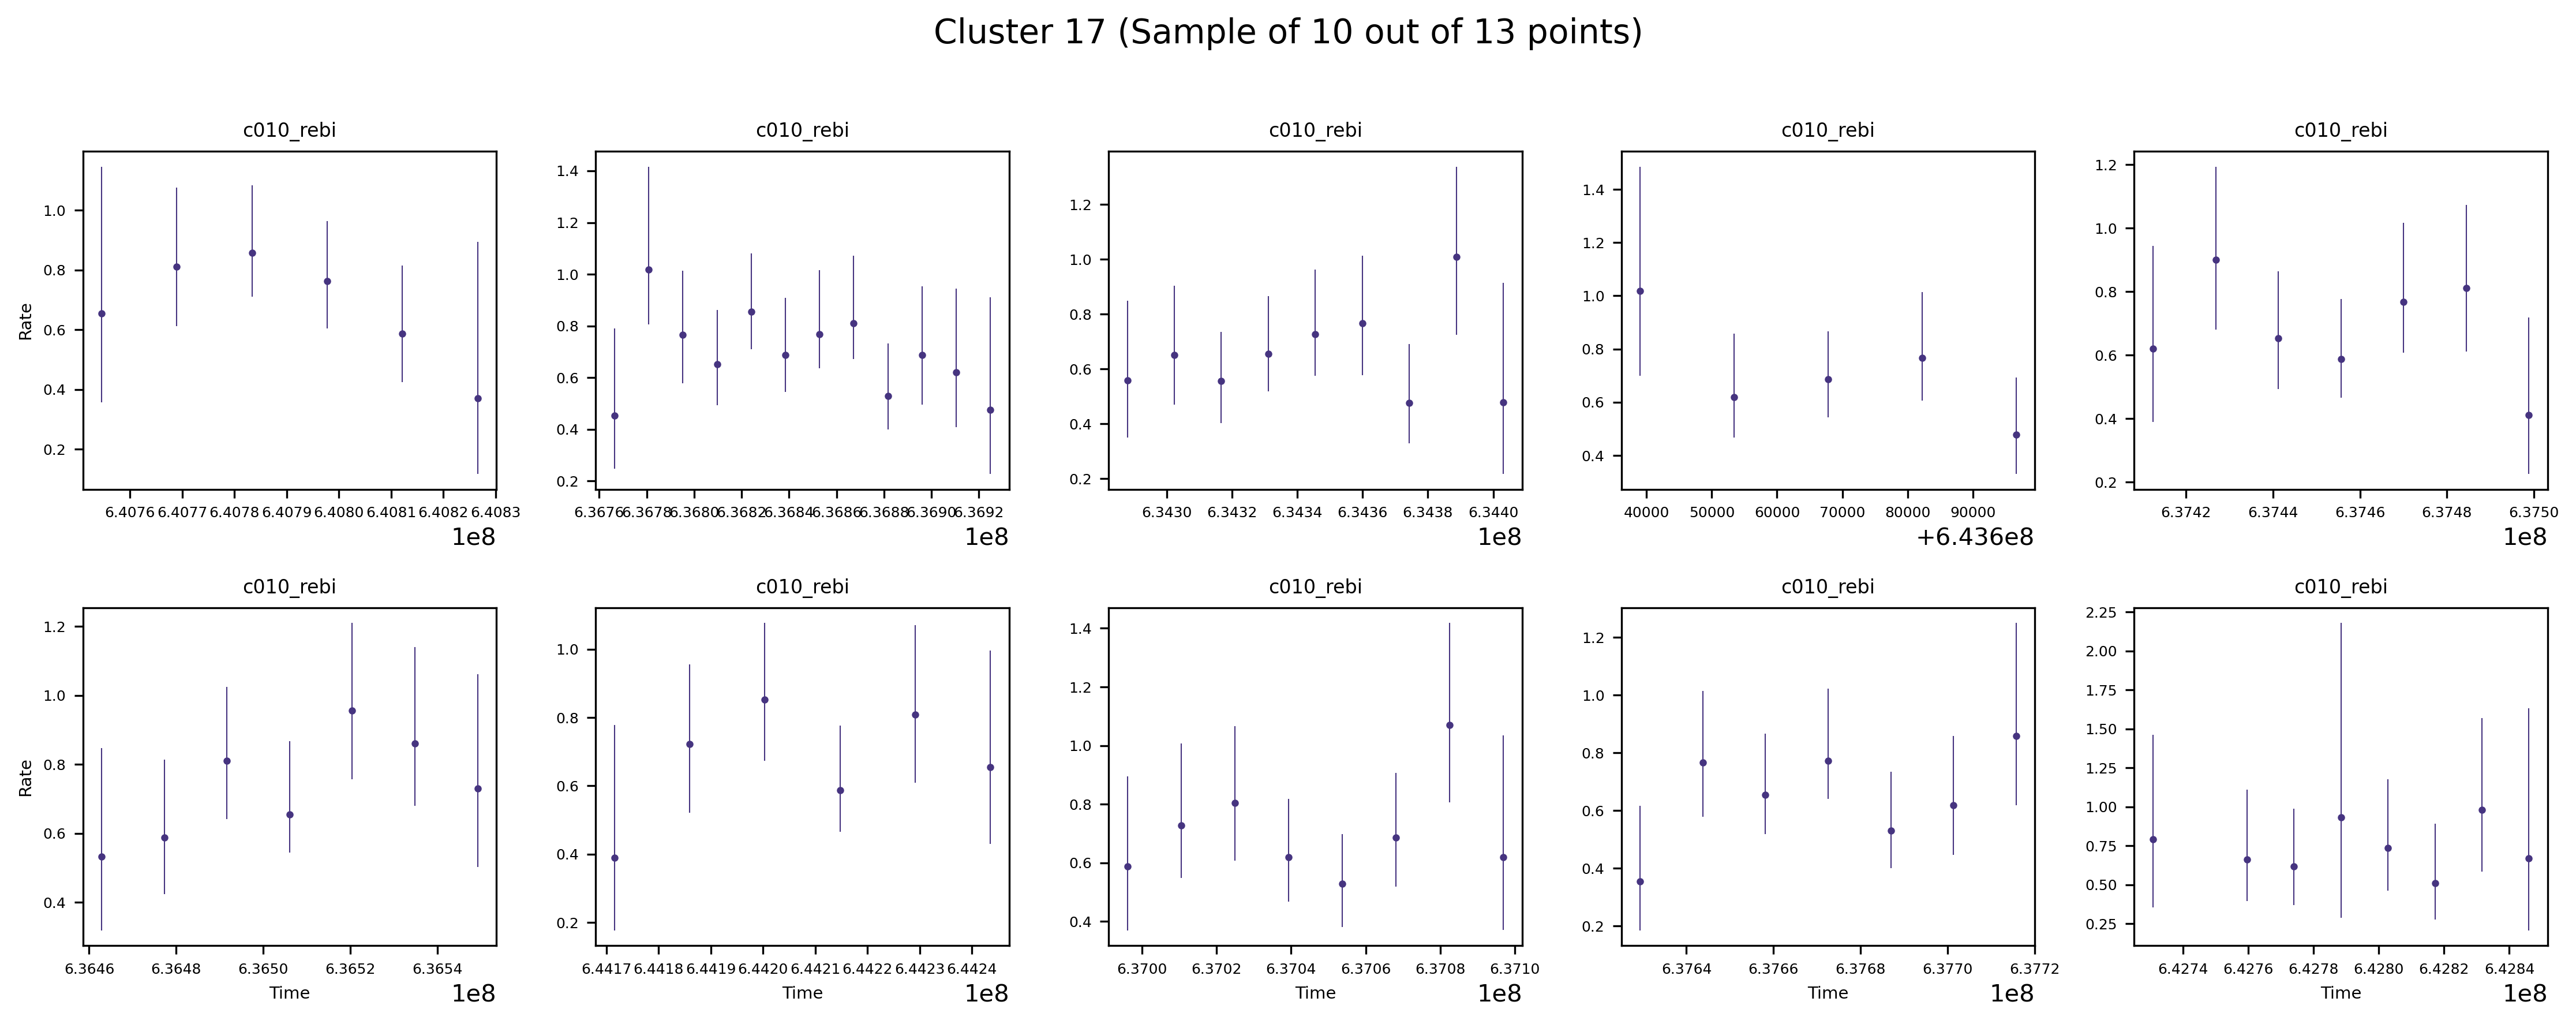 Cluster 17 (Sample of 10 out of 13 points)
c010_rebi c010_rebi c010_rebi c010_rebi c010_rebi
Rate
1.0 0.8 0.6 0.4 0.2
1.4 1.2 1.0 0.8 0.6 0.4 0.2
1.2 1.0 0.8 0.6 0.4 0.2
1.4 1.2 1.0 0.8 0.6 0.4
1.2 1.0 0.8 0.6 0.4 0.2
6.4076 6.4077 6.4078 6.4079 6.4080 6.4081 6.4082 6.4083
1e8
6.3676 6.3678 6.3680 6.3682 6.3684 6.3686 6.3688 6.3690 6.3692
1e8
6.3430 6.3432 6.3434 6.3436 6.3438 6.3440
1e8
40000 50000 60000 70000 80000 90000
+6.436e8
6.3742 6.3744 6.3746 6.3748 6.3750
1e8
c010_rebi c010_rebi c010_rebi c010_rebi c010_rebi
Rate
1.2 1.0 0.8 0.6 0.4
1.0 0.8 0.6 0.4 0.2
1.4 1.2 1.0 0.8 0.6 0.4
1.2 1.0 0.8 0.6 0.4 0.2
2.25 2.00 1.75 1.50 1.25 1.00 0.75 0.50 0.25
6.3646 6.3648 6.3650 6.3652 6.3654
Time 1e8
6.4417 6.4418 6.4419 6.4420 6.4421 6.4422 6.4423 6.4424
Time 1e8
6.3700 6.3702 6.3704 6.3706 6.3708 6.3710
Time 1e8
6.3764 6.3766 6.3768 6.3770 6.3772
Time 1e8
6.4274 6.4276 6.4278 6.4280 6.4282 6.4284
Time 1e8